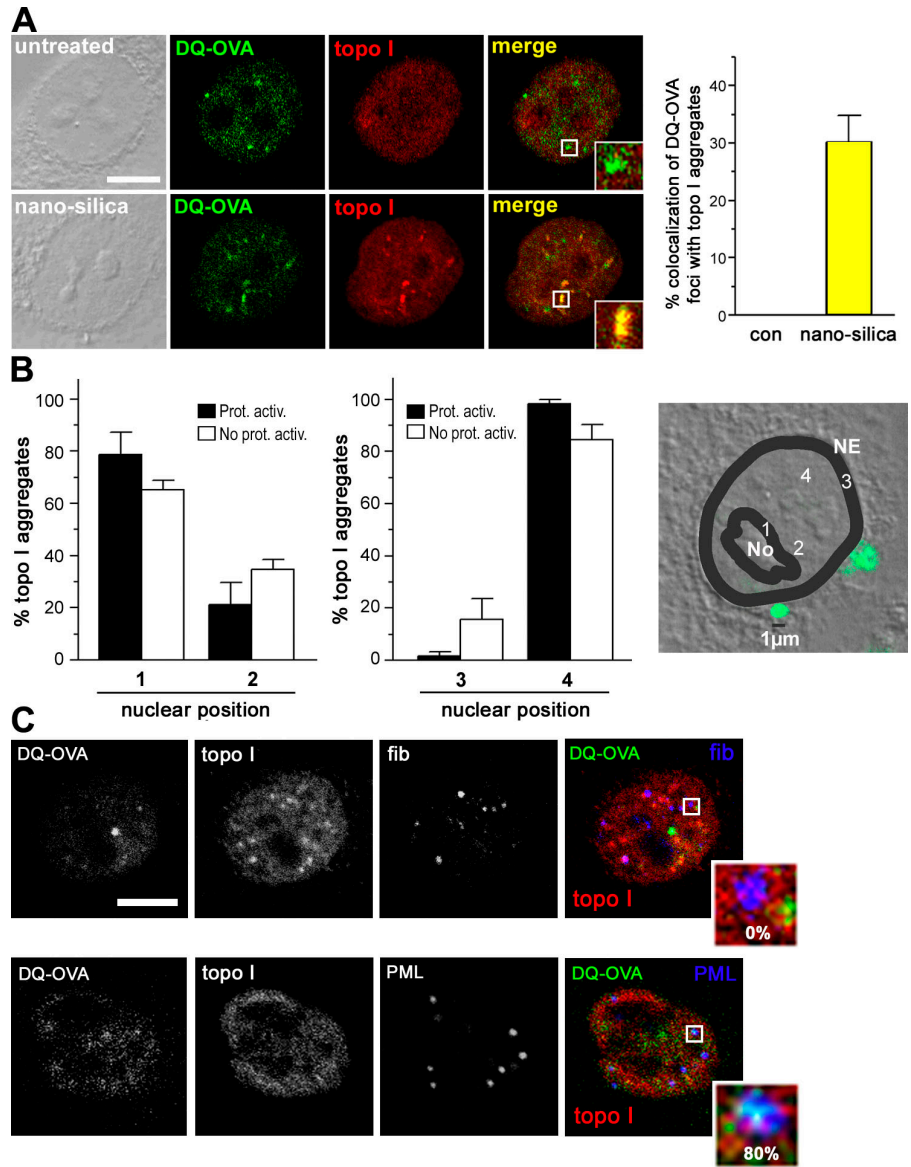 A
untreated
DQ-OVA
topo I
merge
nano-silica
DQ-OVA
topo I
merge
% colocalization of DQ-OVA
foci with topo I aggregates
40
30
20
10
0
con
nano-silica
B
% topo I aggregates
100
80
60
40
20
0
Prot. activ.
No prot. activ.
1
2
nuclear position
% topo I aggregates
100
80
60
40
20
0
Prot. activ.
No prot. activ.
3
4
nuclear position
NE
4
3
1
No
2
1µm
C
DQ-OVA
topo I
fib
DQ-OVA
fib
topo I
0%
DQ-OVA
topo I
PML
DQ-OVA
PML
topo I
80%